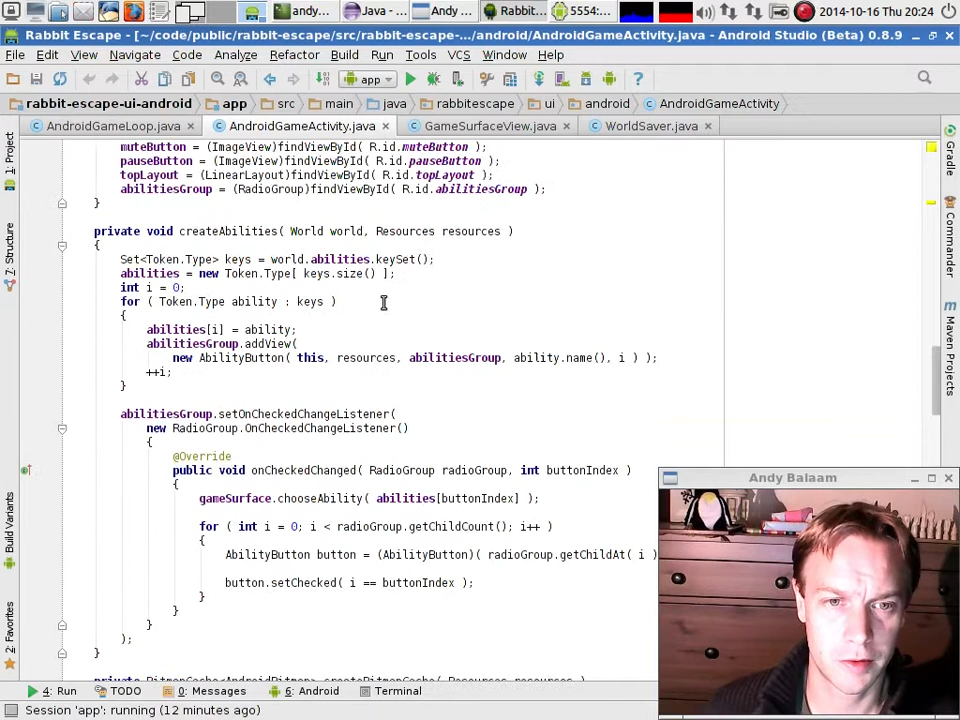 andy
Java -
Andy
Rabbit
5554:
2014-10-16 Thu 20:24
Rabbit Escape - [~/code/public/rabbit-escape/src/rabbit-escape-.../android/AndroidGameActivity.java - Android Studio (Beta) 0.8.9
File Edit View Navigate Code Analyze Refactor Build Run Tools VCS Window Help
app
rabbit-escape-ui-android app src main java rabbitescape ui android AndroidGameActivity
AndroidGameLoop.java AndroidGameActivity.java GameSurfaceView.java WorldSaver.java
1: Project
7: Structure
Build Variants
2: Favorites
muteButton = (ImageView)findViewById( R.id.muteButton );
pauseButton = (ImageView)findViewById( R.id.pauseButton );
topLayout = (LinearLayout)findViewById( R.id.topLayout );
abilitiesGroup = (RadioGroup)findViewById( R.id.abilitiesGroup );
}
private void createAbilities( World world, Resources resources )
{
Set<Token.Type> keys = world.abilities.keySet();
abilities = new Token.Type[ keys.size() ];
int i = 0;
for ( Token.Type ability : keys )
{
abilities[i] = ability;
abilitiesGroup.addView(
new AbilityButton( this, resources, abilitiesGroup, ability.name(), i ) );
++i;
}
abilitiesGroup.setOnCheckedChangeListener(
new RadioGroup.OnCheckedChangeListener()
{
@Override
public void onCheckedChanged( RadioGroup radioGroup, int buttonIndex )
{
gameSurface.chooseAbility( abilities[buttonIndex] );
for ( int i = 0; i < radioGroup.getChildCount(); i++ )
{
AbilityButton button = (AbilityButton)( radioGroup.getChildAt( i )
button.setChecked( i == buttonIndex );
}
}
}
);
}
Gradle
Commander
Maven Projects
Andy Balaam
4: Run TODO 0: Messages 6: Android Terminal
Session 'app': running (12 minutes ago)